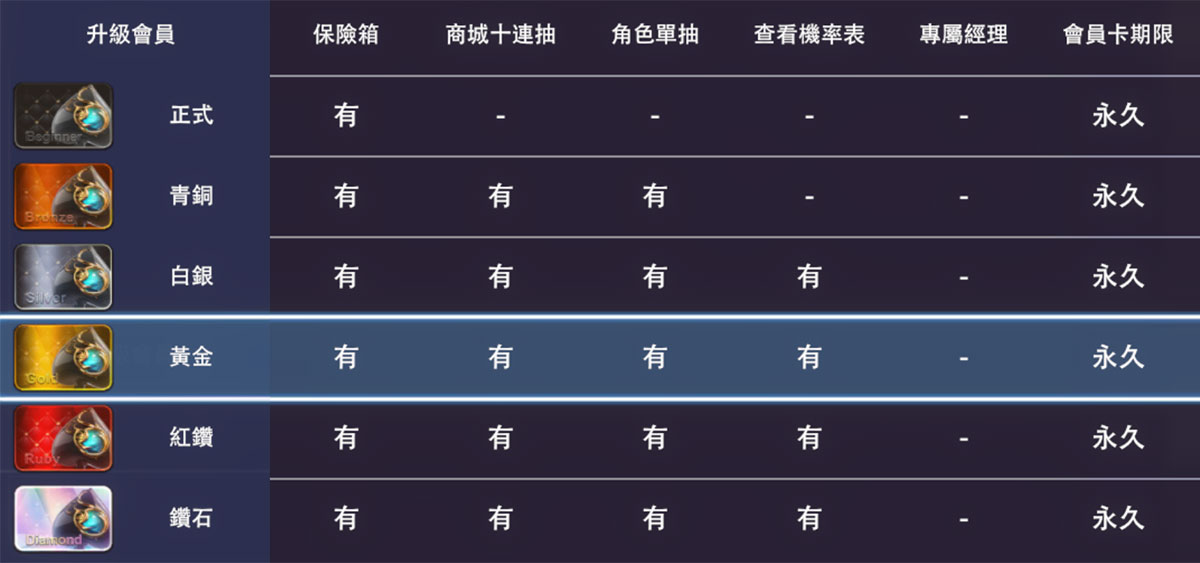 升級會員 保險箱 商城十連抽 角色單抽 查看機率表 專屬經理 會員卡期限
Beginner 正式 有 - - - - 永久
Bronze 青銅 有 有 有 - - 永久
Silver 白銀 有 有 有 有 - 永久
Gold 黃金 有 有 有 有 - 永久
Ruby 紅鑽 有 有 有 有 - 永久
Diamond 鑽石 有 有 有 有 - 永久